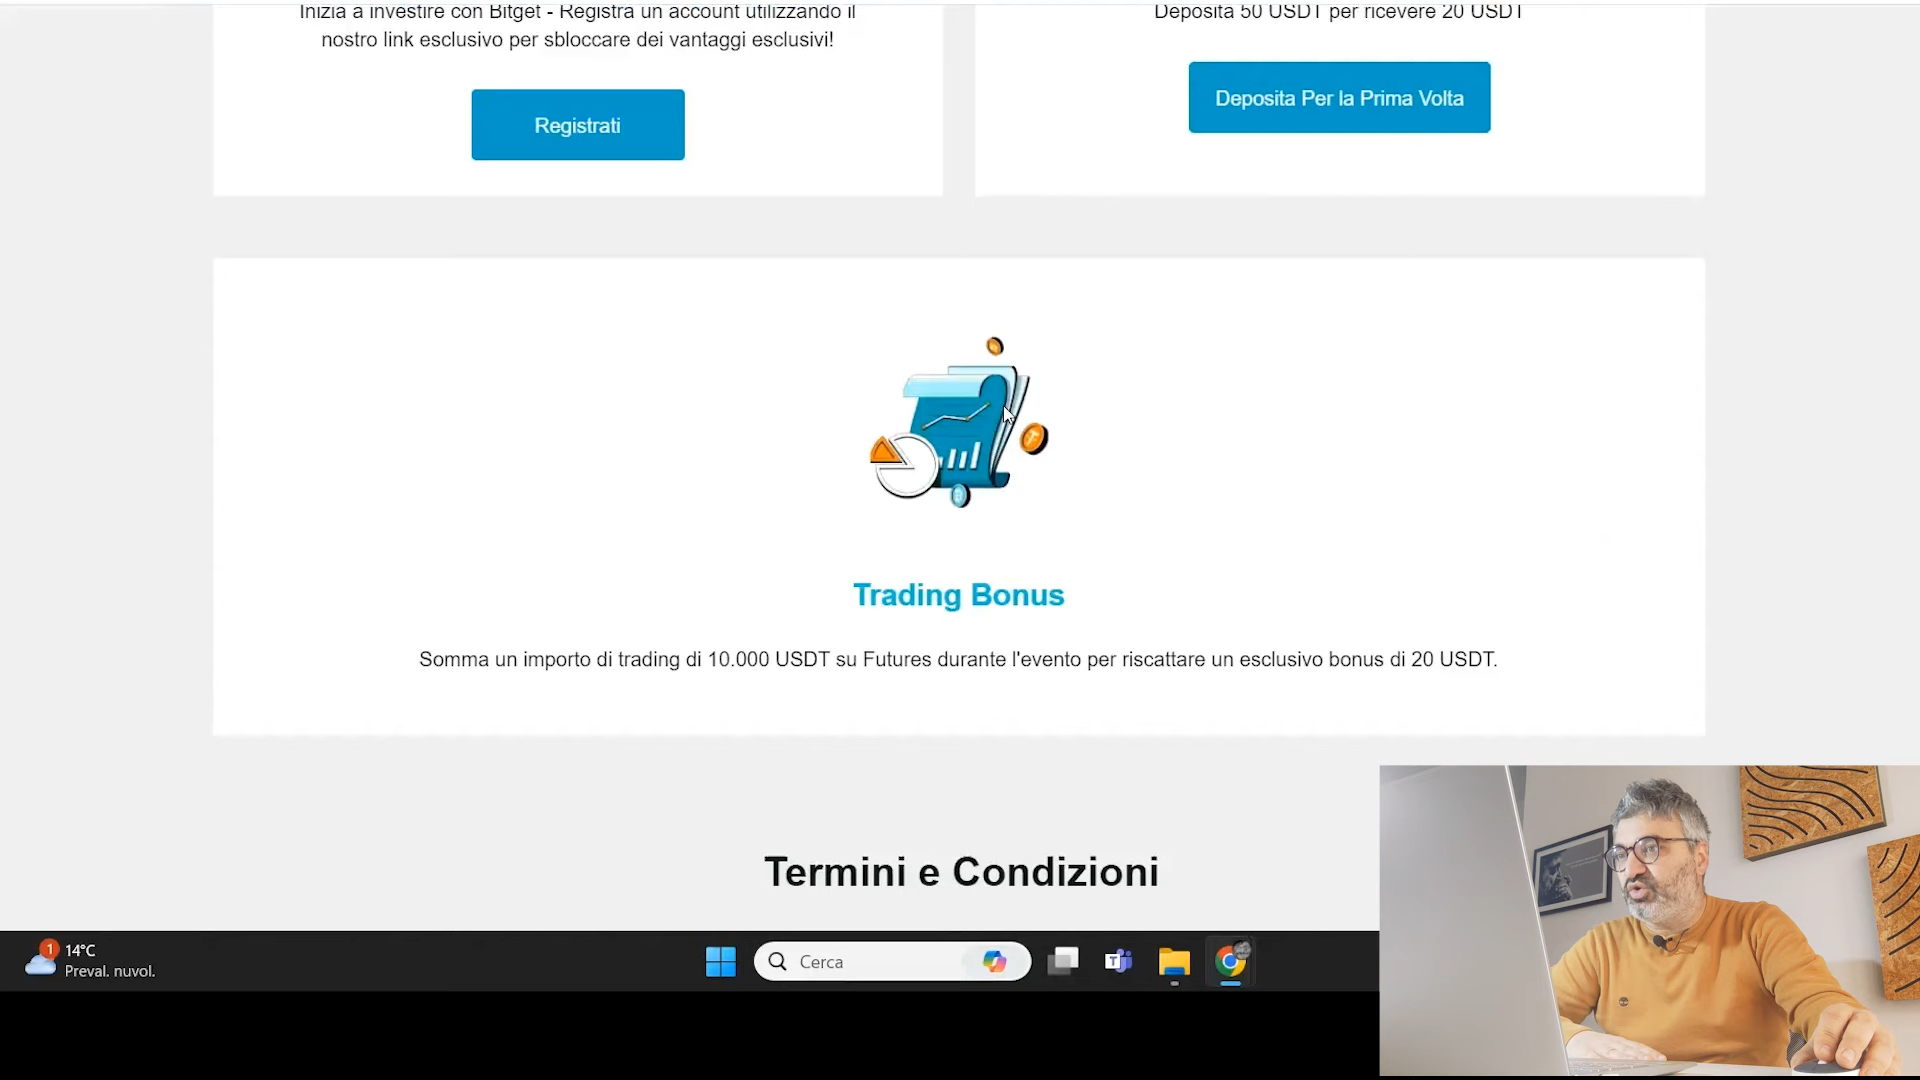 Inizia a investire con Bitget - Registra un account utilizzando il
nostro link esclusivo per sbloccare dei vantaggi esclusivi!
Registrati
Deposita 50 USDT per ricevere 20 USDT
Deposita Per la Prima Volta
Trading Bonus
Somma un importo di trading di 10.000 USDT su Futures durante l'evento per riscattare un esclusivo bonus di 20 USDT.
Termini e Condizioni
1
14°C
Preval. nuvol.
Cerca